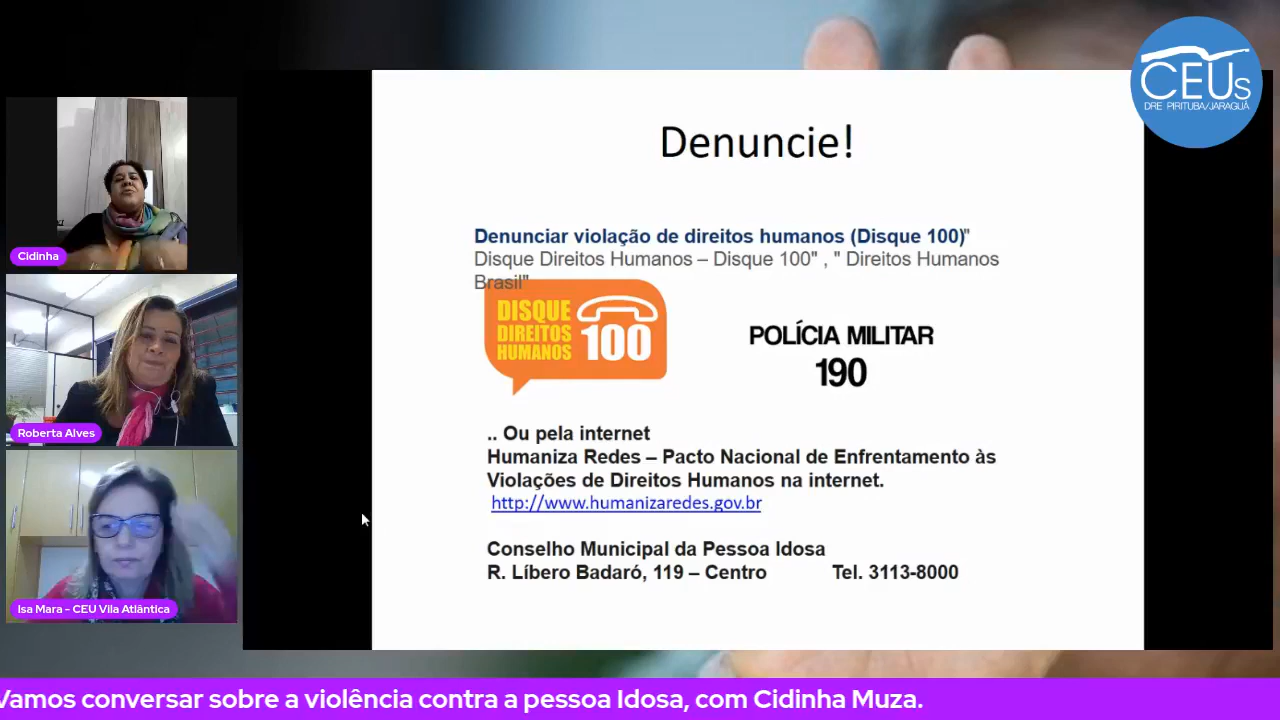 CEUs
DRE PIRITUBA/JARAGUÁ
Denuncie!
Cidinha
Denunciar violação de direitos humanos (Disque 100)"
Disque Direitos Humanos – Disque 100" , " Direitos Humanos
Brasil"
DISQUE
DIREITOS
HUMANOS
100
POLÍCIA MILITAR
190
Roberta Alves
.. Ou pela internet
Humaniza Redes – Pacto Nacional de Enfrentamento às
Violações de Direitos Humanos na internet.
http://www.humanizaredes.gov.br
Conselho Municipal da Pessoa Idosa
R. Líbero Badaró, 119 – Centro Tel. 3113-8000
Isa Mara - CEU Vila Atlântica
Vamos conversar sobre a violência contra a pessoa Idosa, com Cidinha Muza.